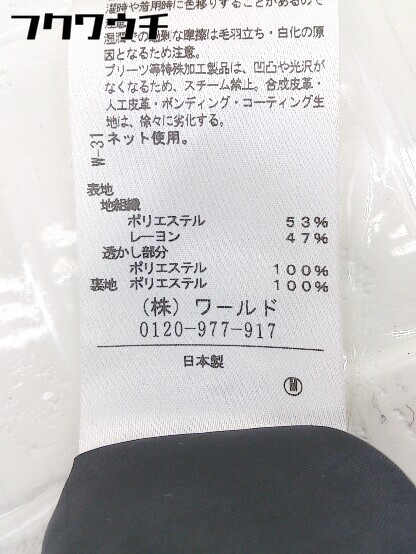 フクワウチ
湿時や着用時に色移りすることがあるので
湿潤での過剰な摩擦は毛羽立ち・白化の原
因となるため注意。
プリーツ等特殊加工製品は、凹凸や光沢が
なくなるため、スチーム禁止。合成皮革・
人工皮革・ボンディング・コーティング生
地は、徐々に劣化する。
W-31 ネット使用。
表地
地組織
ポリエステル 53%
レーヨン 47%
透かし部分
ポリエステル 100%
裏地 ポリエステル 100%
(株)ワールド
0120-977-917
日本製
M